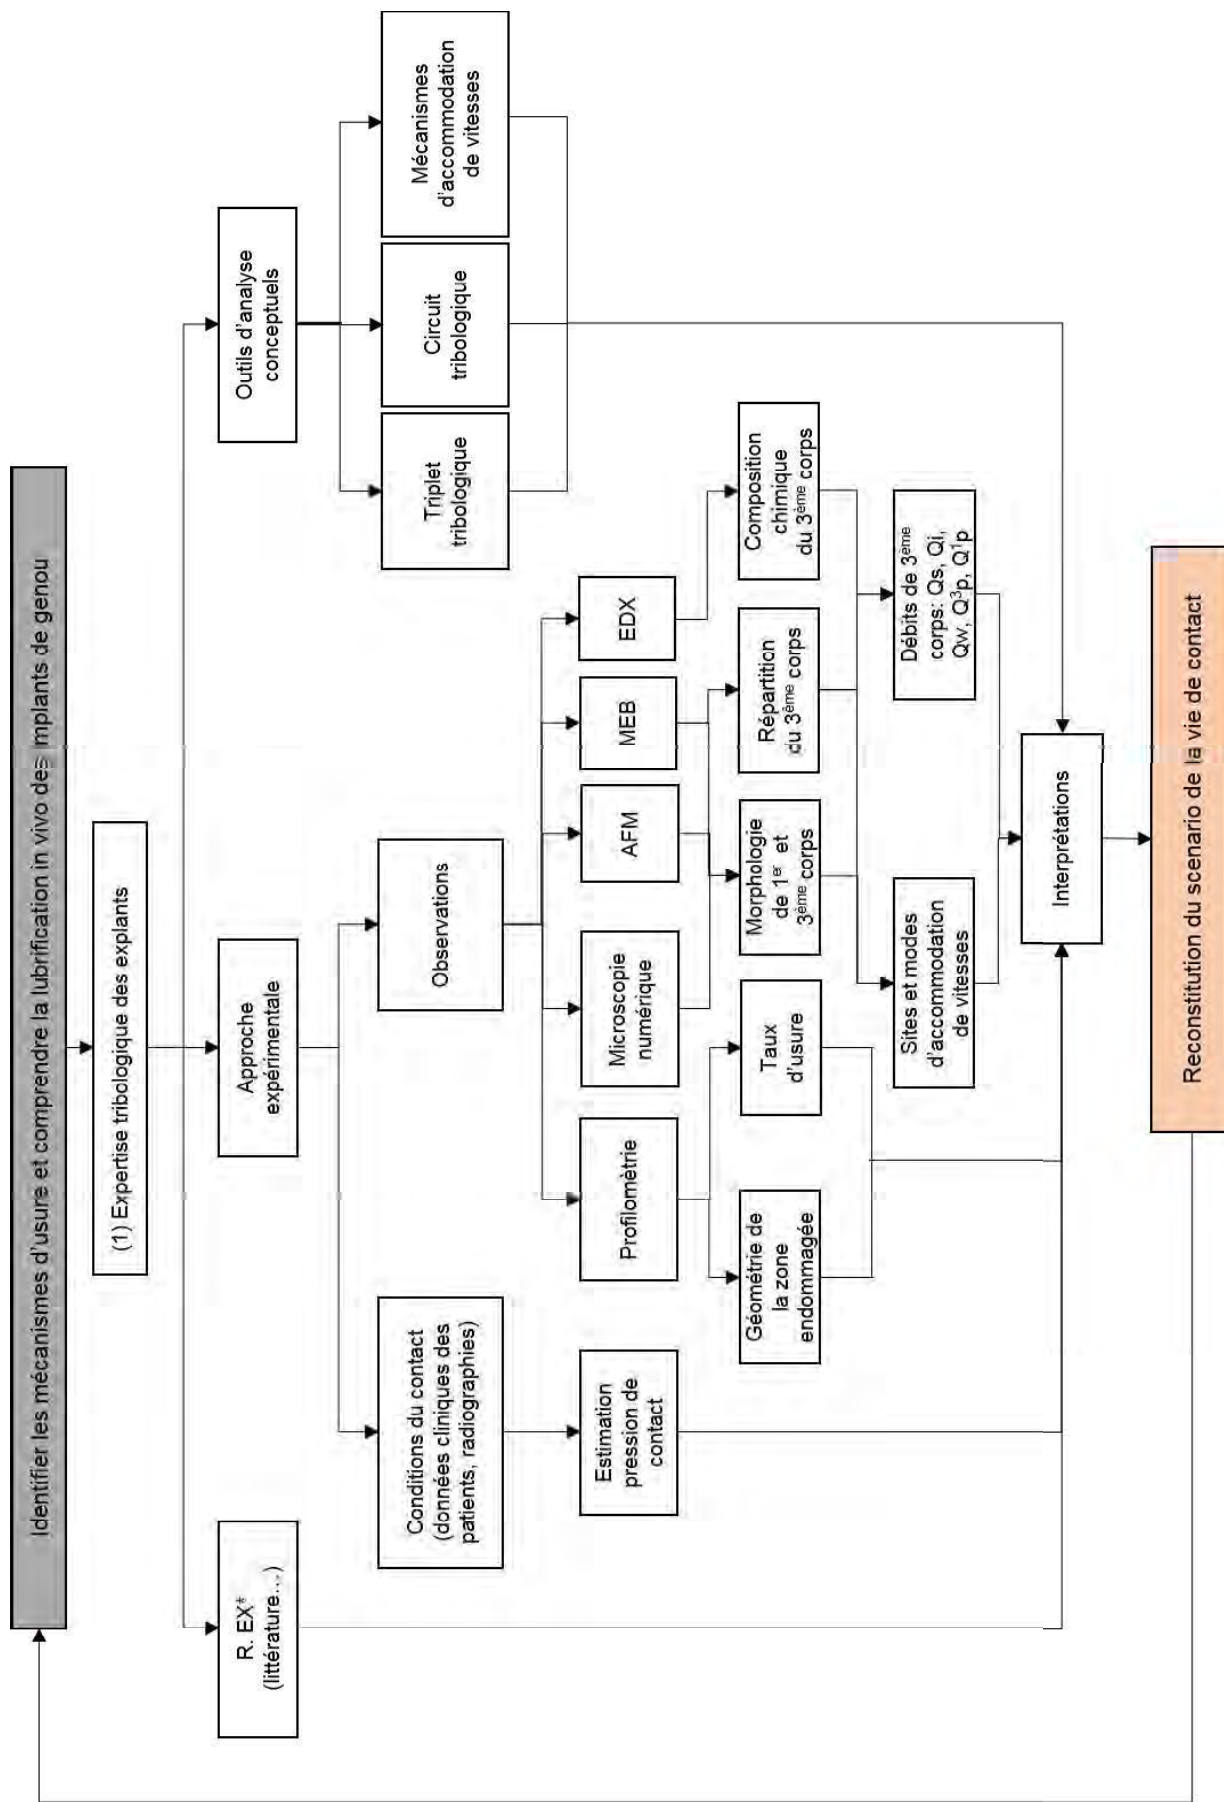 Identifier les mécanismes d'usure et comprendre la lubrification in vivo des implants de genou
(1) Expertise tribologique des explants
R. EX*
(littérature…)
Approche
expérimentale
Outils d'analyse
conceptuels
Conditions du contact
(données cliniques des
patients, radiographies)
Observations
Triplet
tribologique
Circuit
tribologique
Mécanismes
d'accommodation
de vitesses
Estimation
pression de
contact
Profilomètrie
Microscopie
numérique
AFM
MEB
EDX
Géométrie de
la zone
endommagée
Taux
d'usure
Morphologie
de 1er et
3ème corps
Répartition
du 3ème corps
Composition
chimique
du 3ème corps
Sites et modes
d'accommodation
de vitesses
Débits de 3ème
corps: Qs, Qi,
Qw, Q³p, Q¹p
Interprétations
Reconstitution du scenario de la vie de contact